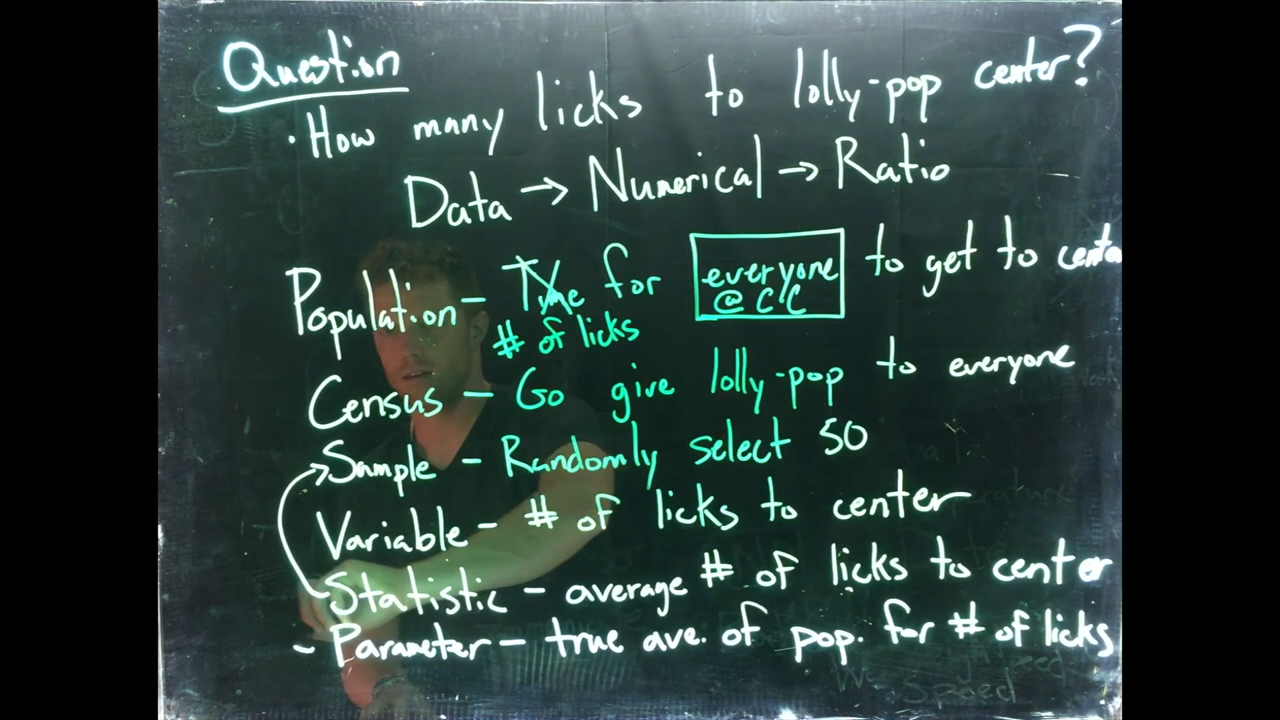 Question
· How many licks to lolly-pop center?
Data → Numerical → Ratio
Population - Time for everyone @ CC to get to cente
# of licks
Census - Go give lolly-pop to everyone
Sample - Randomly select 50
Variable - # of licks to center
Statistic - average # of licks to center
- Parameter - true ave. of pop. for # of licks
Speed